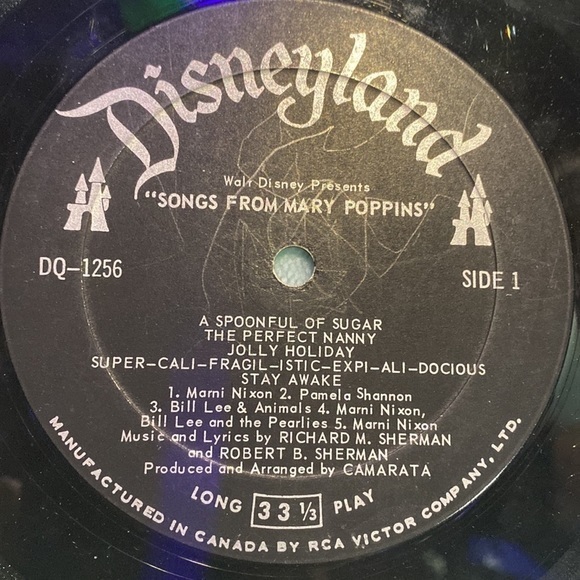 Disneyland
Walt Disney Presents
"SONGS FROM MARY POPPINS"
DQ-1256
SIDE 1
A SPOONFUL OF SUGAR
THE PERFECT NANNY
JOLLY HOLIDAY
SUPER-CALI-FRAGIL-ISTIC-EXPI-ALI-DOCIOUS
STAY AWAKE
1. Marni Nixon 2. Pamela Shannon
3. Bill Lee & Animals 4. Marni Nixon,
Bill Lee and the Pearlies 5. Marni Nixon
Music and Lyrics by RICHARD M. SHERMAN
and ROBERT B. SHERMAN
Produced and Arranged by CAMARATA
LONG 33 1/3 PLAY
MANUFACTURED IN CANADA BY RCA VICTOR COMPANY, LTD.